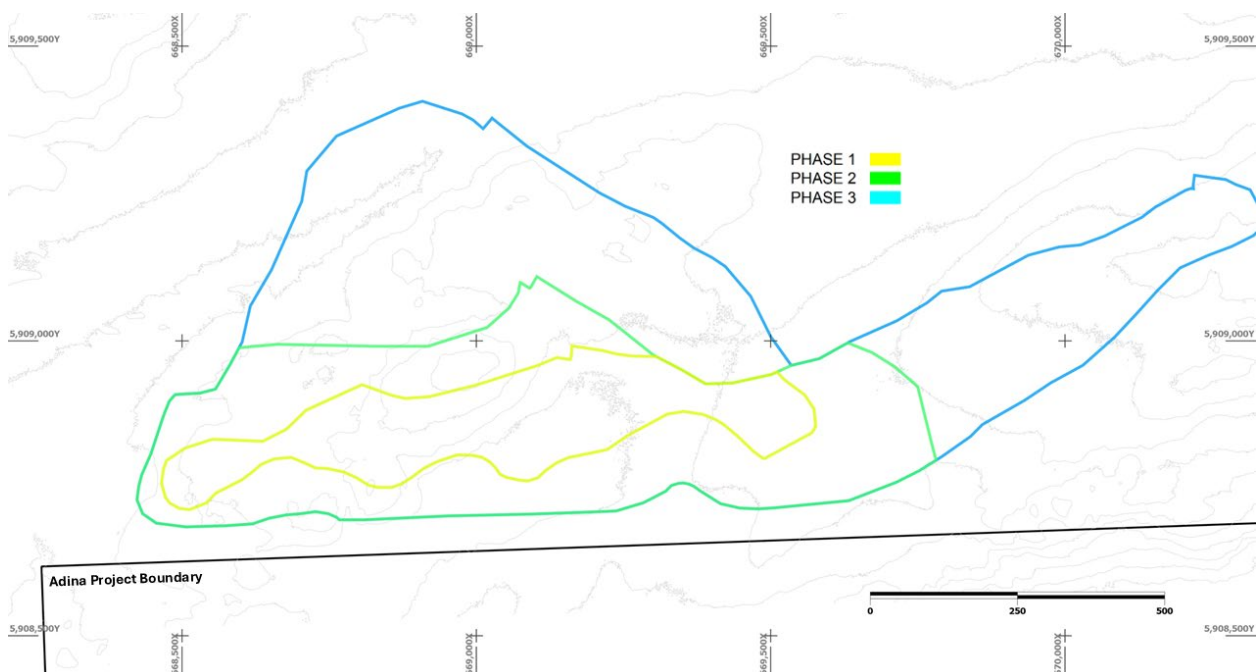 668,500X
669,000X
669,500X
670,000X
5,909,500Y
5,909,500Y
PHASE 1
PHASE 2
PHASE 3
5,909,000Y
5,909,000Y
Adina Project Boundary
0
250
500
5,908,500Y
5,908,500Y
668,500X
669,000X
669,500X
670,000X